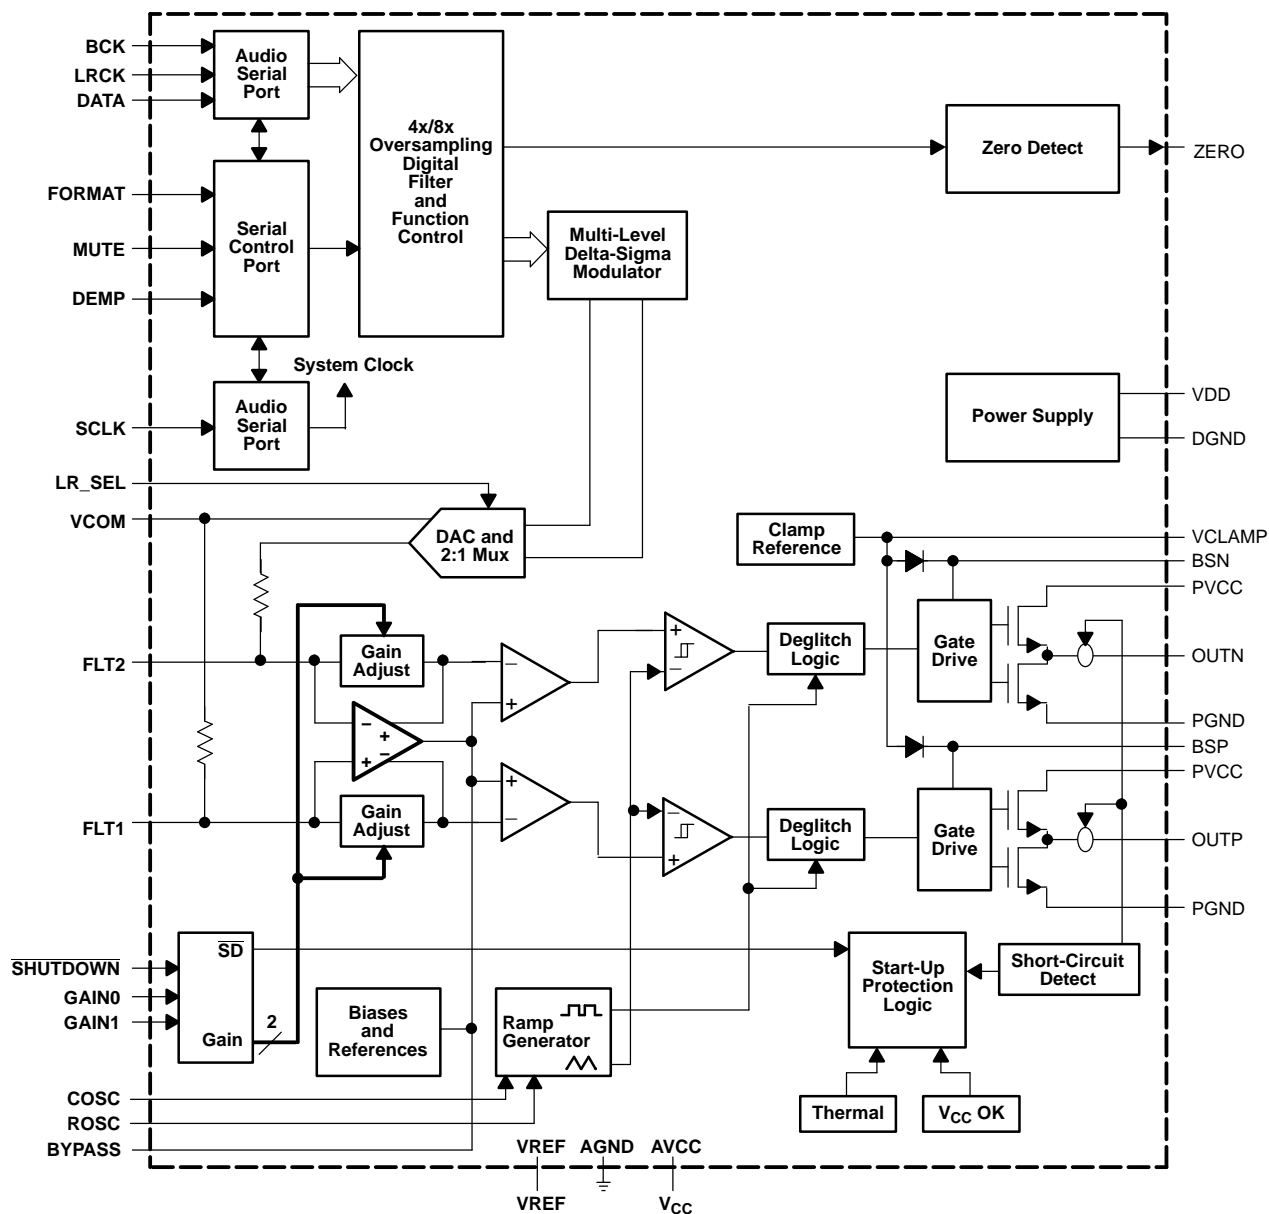 BCK
LRCK
DATA
FORMAT
MUTE
DEMP
SCLK
LR_SEL
VCOM
FLT2
FLT1
SHUTDOWN
GAIN0
GAIN1
COSC
ROSC
BYPASS
Audio
Serial
Port
Serial
Control
Port
Audio
Serial
Port
System Clock
4x/8x
Oversampling
Digital
Filter
and
Function
Control
Multi-Level
Delta-Sigma
Modulator
Zero Detect
ZERO
Power Supply
VDD
DGND
DAC and
2:1 Mux
Clamp
Reference
VCLAMP
BSN
PVCC
OUTN
PGND
BSP
PVCC
OUTP
PGND
Gain
Adjust
−
+
−
+
Gain
Adjust
−
+
+
−
+
−
−
+
Deglitch
Logic
Deglitch
Logic
Gate
Drive
Gate
Drive
SD
Gain
2
Biases
and
References
Ramp
Generator
Start-Up
Protection
Logic
Short-Circuit
Detect
Thermal
VCC OK
VREF
AGND
AVCC
VREF
VCC